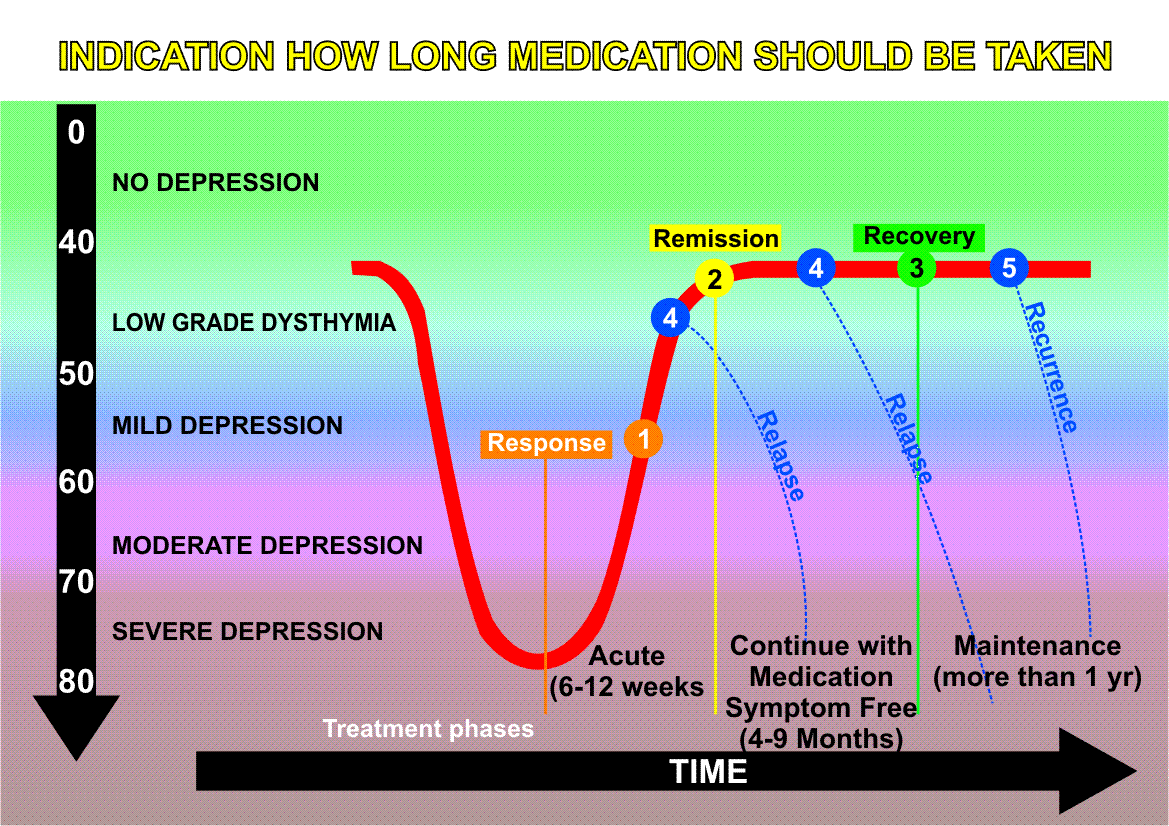 INDICATION HOW LONG MEDICATION SHOULD BE TAKEN
0
NO DEPRESSION
40
Remission
Recovery
2
4
3
5
4
LOW GRADE DYSTHYMIA
Recurrence
50
MILD DEPRESSION
Response
1
Relapse
Relapse
60
MODERATE DEPRESSION
70
SEVERE DEPRESSION
80
Acute
(6-12 weeks
Continue with
Medication
Symptom Free
(4-9 Months)
Maintenance
(more than 1 yr)
Treatment phases
TIME